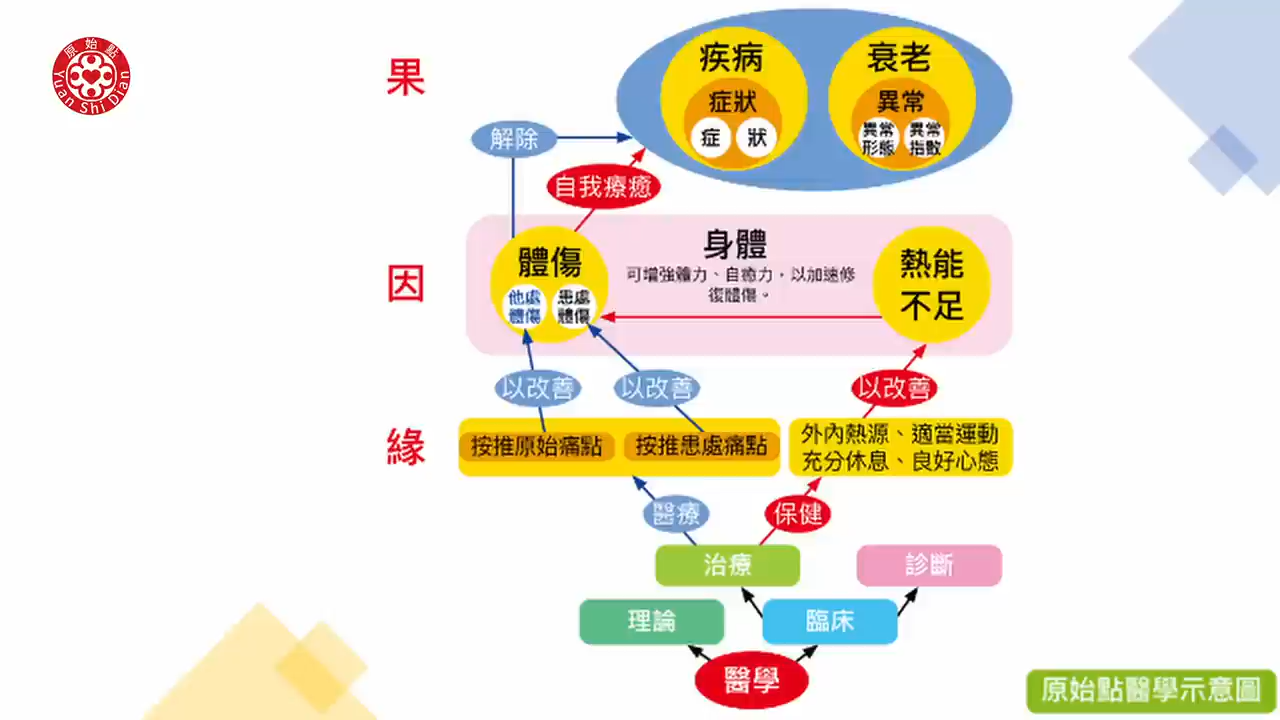 原始點
Yuan Shi Dian
果
疾病
症狀
症
狀
衰老
異常
異常
形態
異常
指數
解除
自我療癒
因
體傷
他處
體傷
患處
體傷
身體
可增強體力、自癒力,以加速修
復體傷。
熱能
不足
以改善
以改善
以改善
緣
按推原始痛點
按推患處痛點
外內熱源、適當運動
充分休息、良好心態
醫療
保健
治療
診斷
理論
臨床
醫學
原始點醫學示意圖